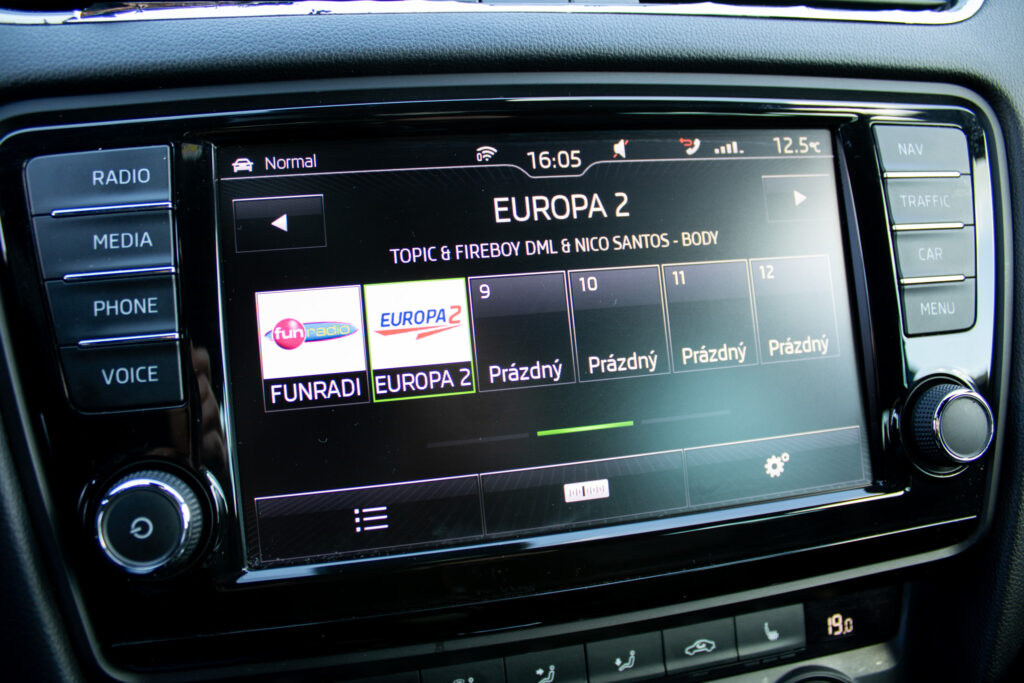 RADIO
MEDIA
PHONE
VOICE
Normal
16:05
12.5°C
EUROPA 2
TOPIC & FIREBOY DML & NICO SANTOS - BODY
fun radio
FUNRADI
EUROPA 2
EUROPA 2
9
Prázdný
10
Prázdný
11
Prázdný
12
Prázdný
NAV
TRAFFIC
CAR
MENU
19.0